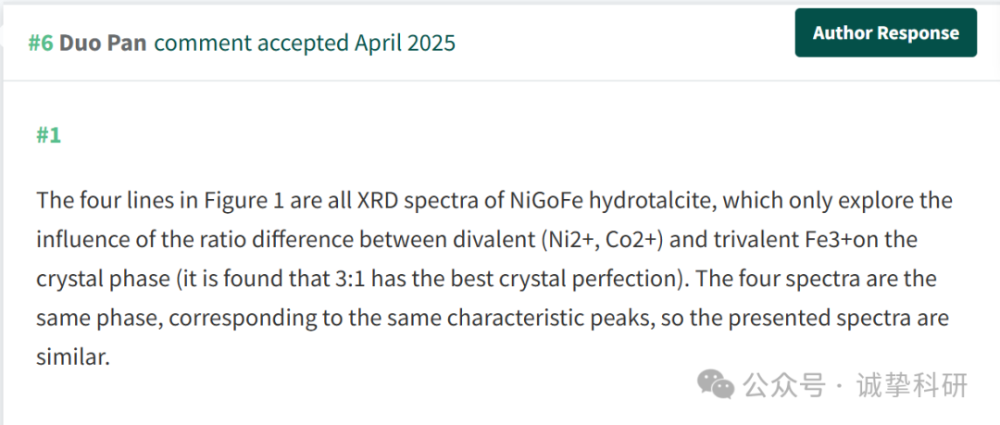 #6 Duo Pan comment accepted April 2025
Author Response
#1
The four lines in Figure 1 are all XRD spectra of NiGoFe hydrotalcite, which only explore the
influence of the ratio difference between divalent (Ni2+, Co2+) and trivalent Fe3+on the
crystal phase (it is found that 3:1 has the best crystal perfection). The four spectra are the
same phase, corresponding to the same characteristic peaks, so the presented spectra are
similar.
公众号 · 诚挚科研